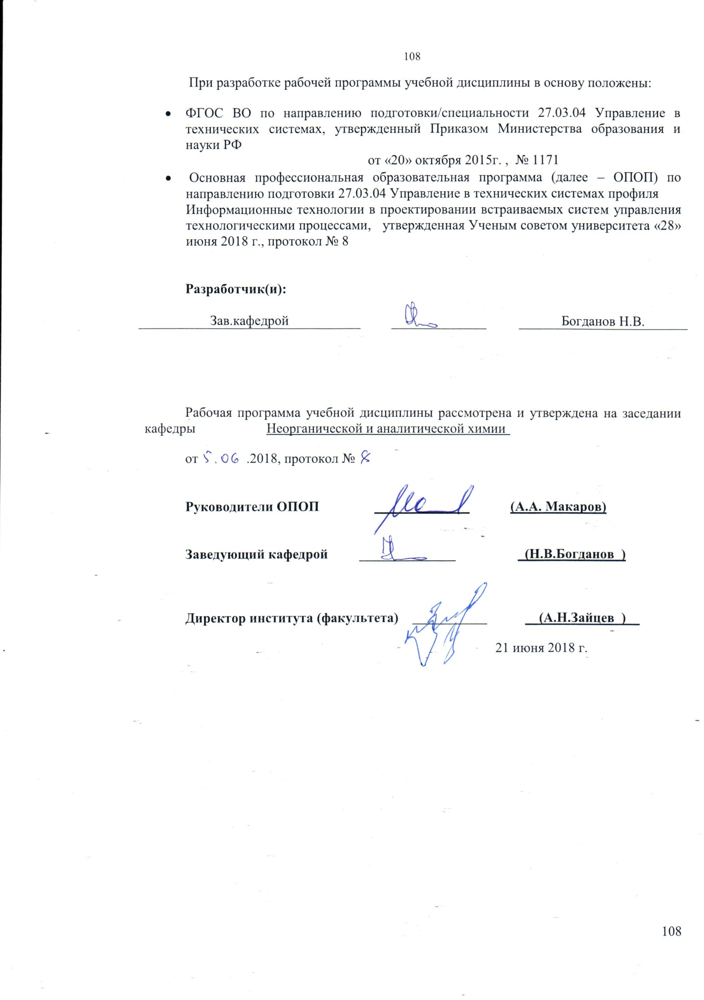 108
При разработке рабочей программы учебной дисциплины в основу положены:
• ФГОС ВО по направлению подготовки/специальности 27.03.04 Управление в
технических системах, утвержденный Приказом Министерства образования и
науки РФ
от «20» октября 2015г. , № 1171
• Основная профессиональная образовательная программа (далее – ОПОП) по
направлению подготовки 27.03.04 Управление в технических системах профиля
Информационные технологии в проектировании встраиваемых систем управления
технологическими процессами, утвержденная Ученым советом университета «28»
июня 2018 г., протокол № 8
Разработчик(и):
Зав.кафедрой Богданов Н.В.
Рабочая программа учебной дисциплины рассмотрена и утверждена на заседании
кафедры Неорганической и аналитической химии
от 5.06 .2018, протокол № 8
Руководители ОПОП (А.А. Макаров)
Заведующий кафедрой (Н.В.Богданов )
Директор института (факультета) (А.Н.Зайцев )
21 июня 2018 г.
108